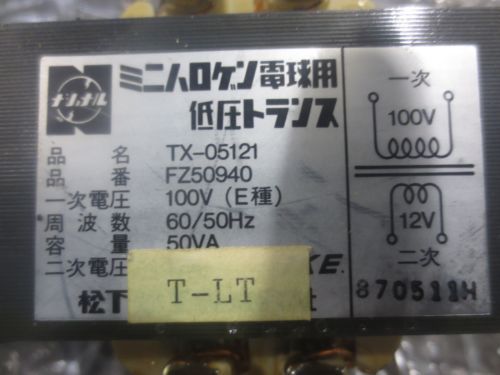 ナショナル
ミニハロゲン電球用
低圧トランス
品 名 TX-05121
品 番 FZ50940
一次電圧 100V (E種)
周波数 60/50Hz
容 量 50VA
二次電圧
松下
T-LT
一次
100V
12V
二次
870511H